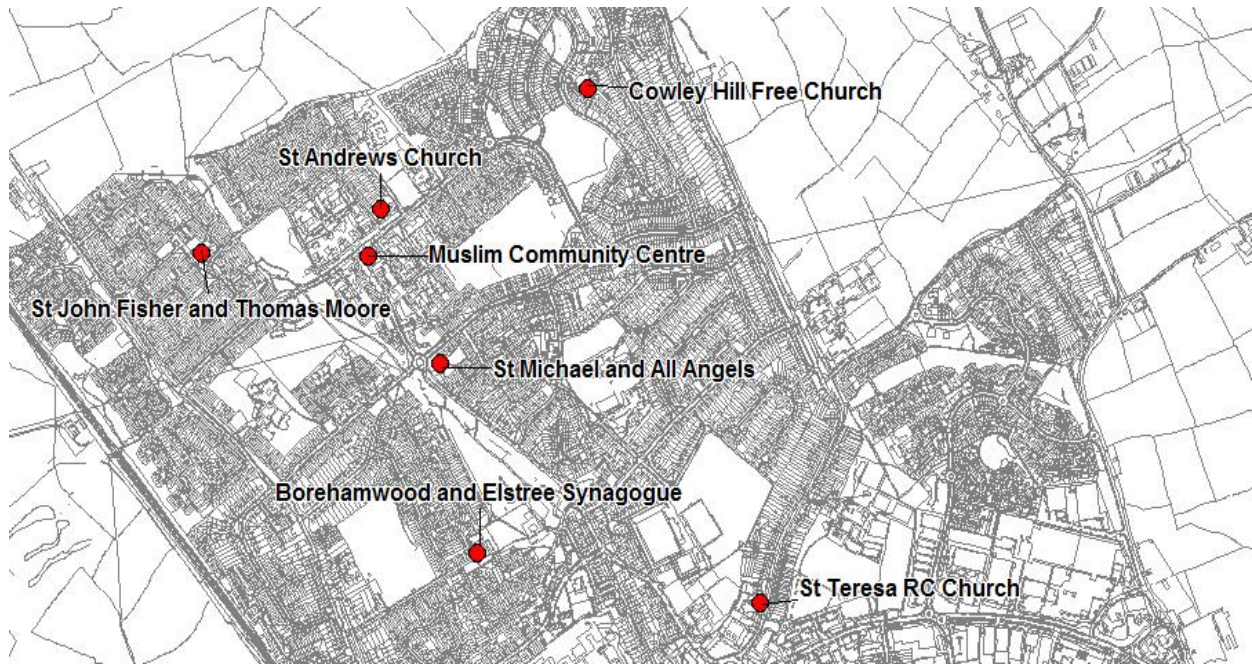 Cowley Hill Free Church
St Andrews Church
Muslim Community Centre
St John Fisher and Thomas Moore
St Michael and All Angels
Borehamwood and Elstree Synagogue
St Teresa RC Church